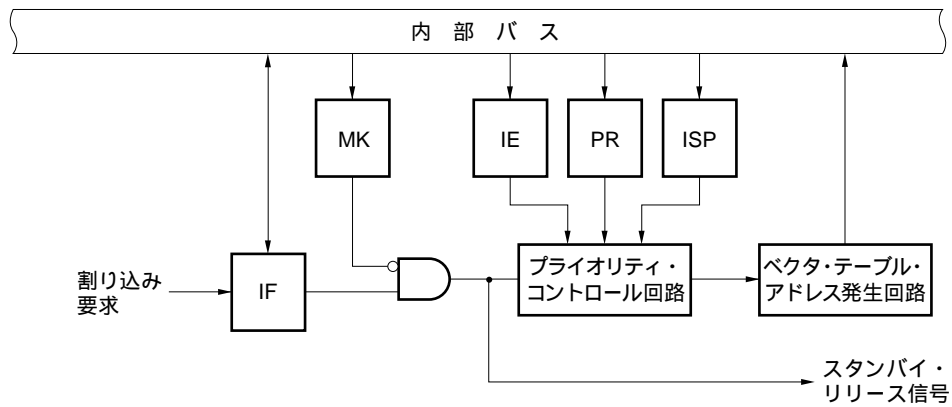 内 部 バ ス
MK
IE
PR
ISP
割り込み
要求
IF
プライオリティ・
コントロール回路
ベクタ・テーブル・
アドレス発生回路
スタンバイ・
リリース信号